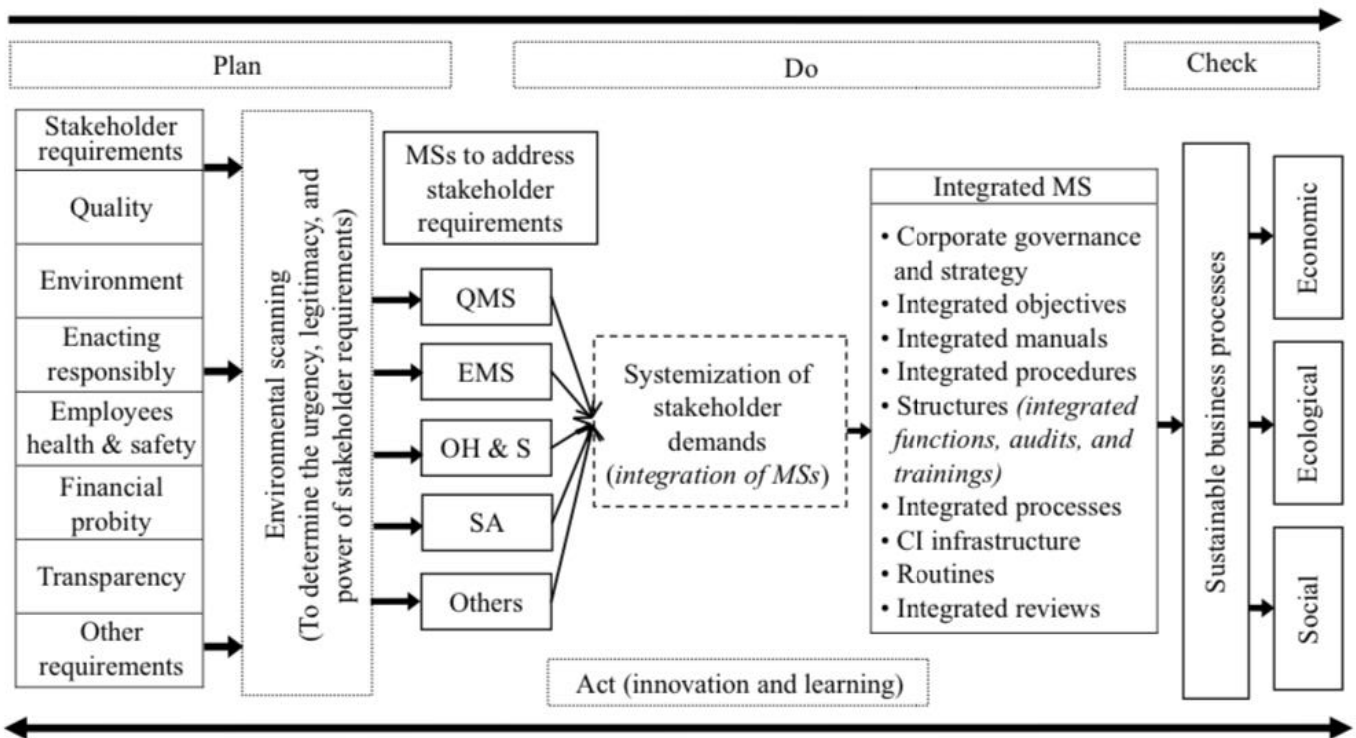 Plan
Do
Check
Stakeholder
requirements
Quality
Environment
Enacting
responsibly
Employees
health & safety
Financial
probity
Transparency
Other
requirements
Environmental scanning
(To determine the urgency, legitimacy, and
power of stakeholder requirements)
MSs to address
stakeholder
requirements
QMS
EMS
OH & S
SA
Others
Systemization of
stakeholder
demands
(integration of MSs)
Integrated MS
• Corporate governance
and strategy
• Integrated objectives
• Integrated manuals
• Integrated procedures
• Structures (integrated
functions, audits, and
trainings)
• Integrated processes
• CI infrastructure
• Routines
• Integrated reviews
Sustainable business processes
Economic
Ecological
Social
Act (innovation and learning)